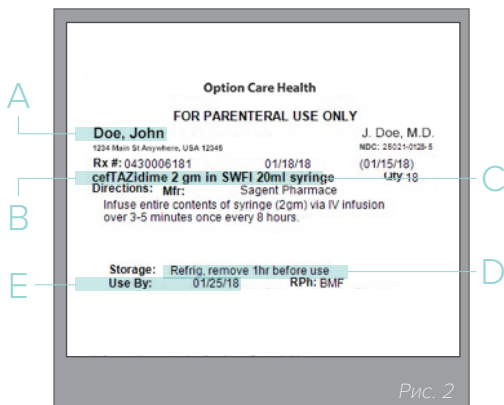 Option Care Health
FOR PARENTERAL USE ONLY
A
Doe, John J. Doe, M.D.
1234 Main St Anywhere, USA 12345 NDC: 25021-0128-5
Rx #: 0430006181 01/18/18 (01/15/18)
B cefTAZidime 2 gm in SWFI 20ml syringe Qty 18 C
Directions: Mfr: Sagent Pharmace
Infuse entire contents of syringe (2gm) via IV infusion
over 3-5 minutes once every 8 hours.
Storage: Refrig, remove 1hr before use D
E Use By: 01/25/18 RPh: BMF
Рис. 2